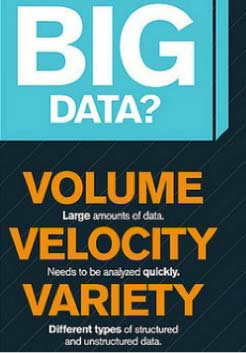 BIG
DATA?
VOLUME
Large amounts of data.
VELOCITY
Needs to be analyzed quickly.
VARIETY
Different types of structured
and unstructured data.